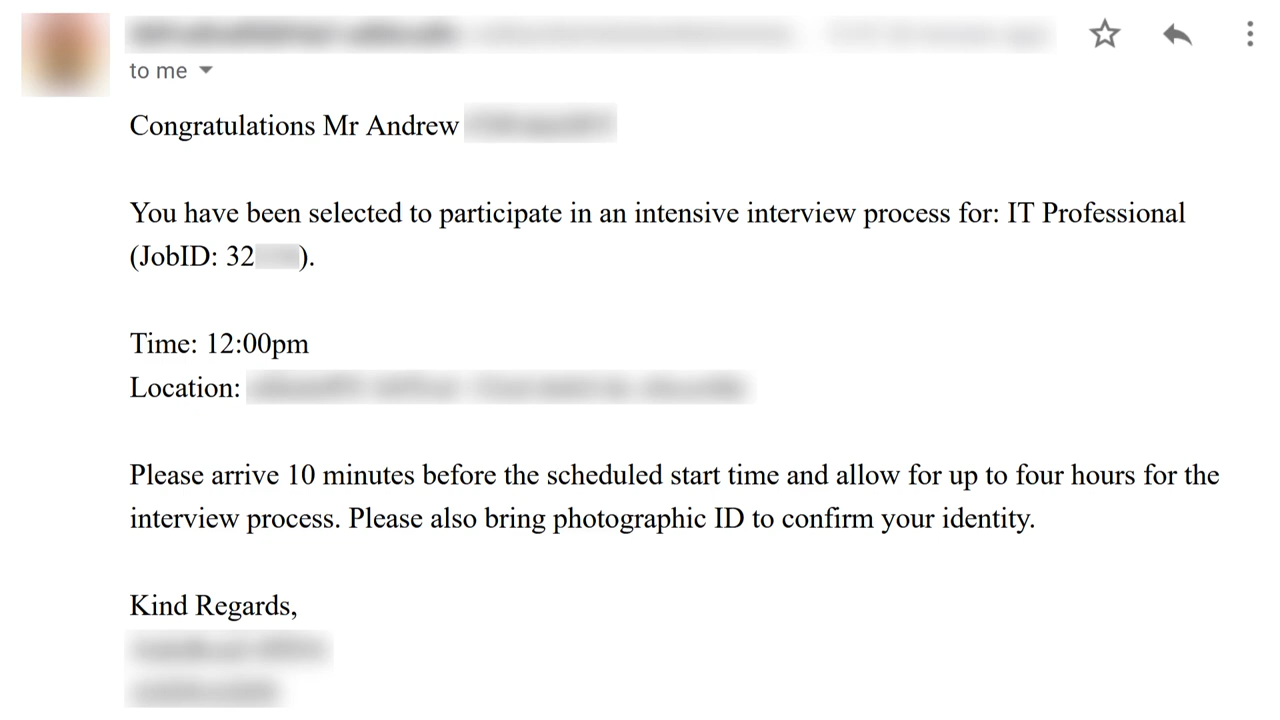 to me
Congratulations Mr Andrew
You have been selected to participate in an intensive interview process for: IT Professional
(JobID: 32 ).
Time: 12:00pm
Location:
Please arrive 10 minutes before the scheduled start time and allow for up to four hours for the
interview process. Please also bring photographic ID to confirm your identity.
Kind Regards,